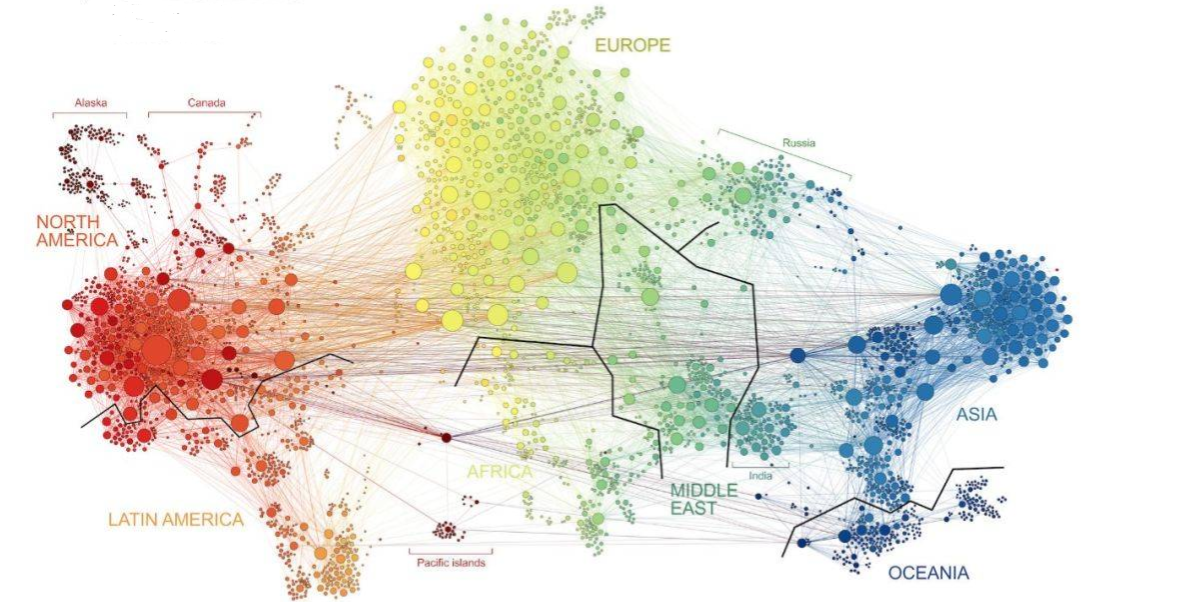 EUROPE
Alaska
Canada
Russia
NORTH
AMERICA
ASIA
AFRICA
India
MIDDLE
EAST
LATIN AMERICA
Pacific islands
OCEANIA